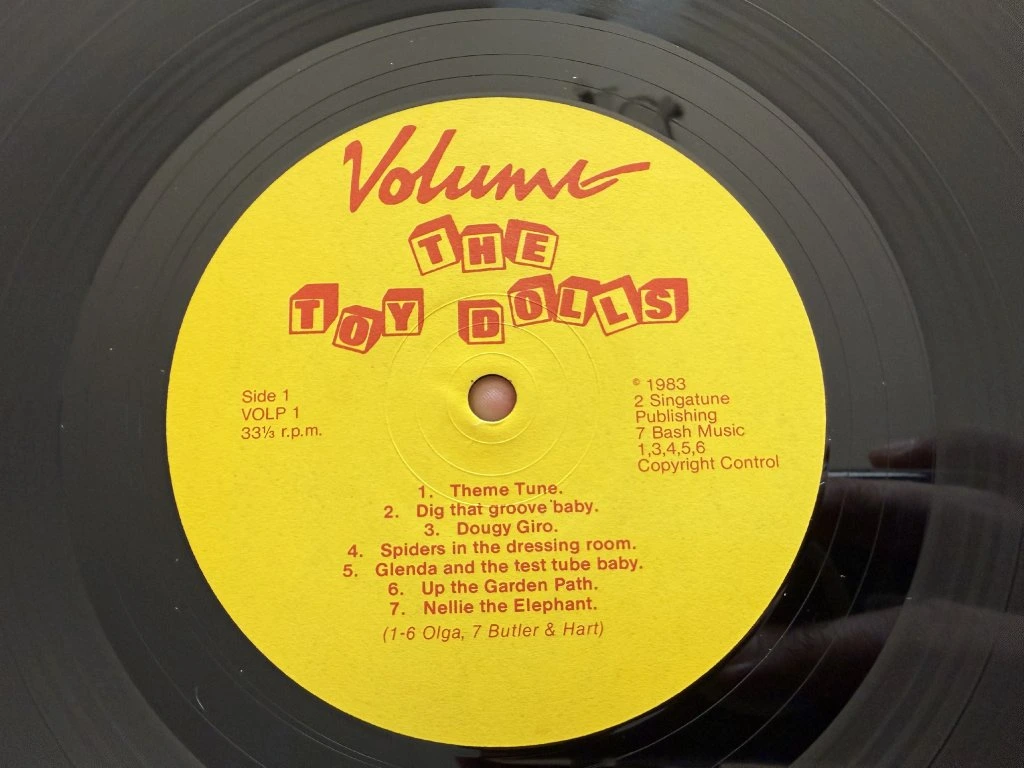 Volume
THE
TOY DOLLS
Side 1
VOLP 1
33⅓ r.p.m.
© 1983
2 Singatune
Publishing
7 Bash Music
1,3,4,5,6
Copyright Control
1. Theme Tune.
2. Dig that groove baby.
3. Dougy Giro.
4. Spiders in the dressing room.
5. Glenda and the test tube baby.
6. Up the Garden Path.
7. Nellie the Elephant.
(1-6 Olga, 7 Butler & Hart)